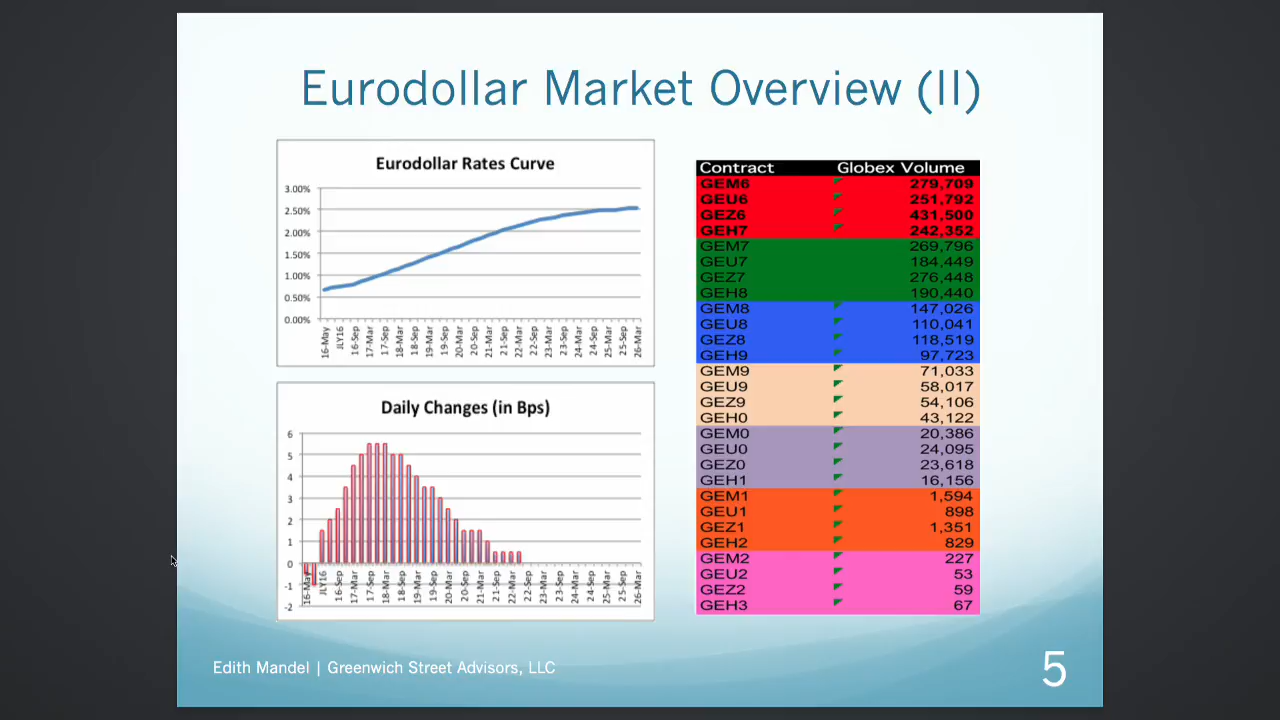 Eurodollar Market Overview (II)
Eurodollar Rates Curve
3.00%
2.50%
2.00%
1.50%
1.00%
0.50%
0.00%
16-May
JLY16
16-Sep
17-Mar
17-Sep
18-Mar
18-Sep
19-Mar
19-Sep
20-Mar
20-Sep
21-Mar
21-Sep
22-Mar
22-Sep
23-Mar
23-Sep
24-Mar
24-Sep
25-Mar
25-Sep
26-Mar
Daily Changes (in Bps)
6
5
4
3
2
1
0
-1
-2
16-May
JLY16
16-Sep
17-Mar
17-Sep
18-Mar
18-Sep
19-Mar
19-Sep
20-Mar
20-Sep
21-Mar
21-Sep
22-Mar
22-Sep
23-Mar
23-Sep
24-Mar
24-Sep
25-Mar
25-Sep
26-Mar
Contract Globex Volume
GEM6 279,709
GEU6 251,792
GEZ6 431,500
GEH7 242,352
GEM7 269,796
GEU7 184,449
GEZ7 276,448
GEH8 190,440
GEM8 147,026
GEU8 110,041
GEZ8 118,519
GEH9 97,723
GEM9 71,033
GEU9 58,017
GEZ9 54,106
GEH0 43,122
GEM0 20,386
GEU0 24,095
GEZ0 23,618
GEH1 16,156
GEM1 1,594
GEU1 898
GEZ1 1,351
GEH2 829
GEM2 227
GEU2 53
GEZ2 59
GEH3 67
Edith Mandel | Greenwich Street Advisors, LLC
5